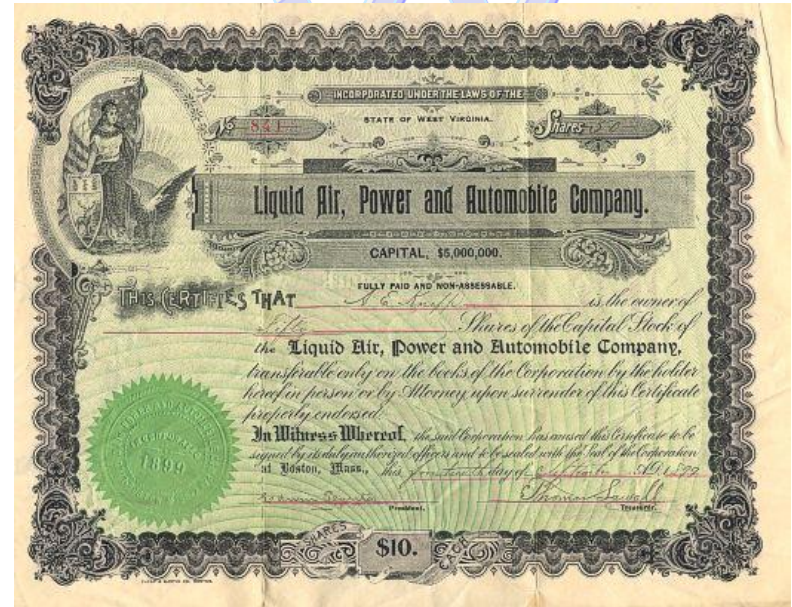 INCORPORATED UNDER THE LAWS OF THE
STATE OF WEST VIRGINIA.
No 841
Shares 50
Liquid Air, Power and Automobile Company.
CAPITAL, $5,000,000.
FULLY PAID AND NON-ASSESSABLE.
THIS CERTIFIES THAT is the owner of
Fifty Shares of the Capital Stock of
the Liquid Air, Power and Automobile Company,
transferable only on the books of the Corporation by the holder
hereof in person or by Attorney upon surrender of this Certificate
properly endorsed.
In Witness Whereof, the said Corporation has caused this Certificate to be
signed by its duly authorized officers and to be sealed with the Seal of the Corporation
at Boston, Mass., this day of A.D. 1899
President.
Treasurer.
1899
SHARES
$10.
EACH